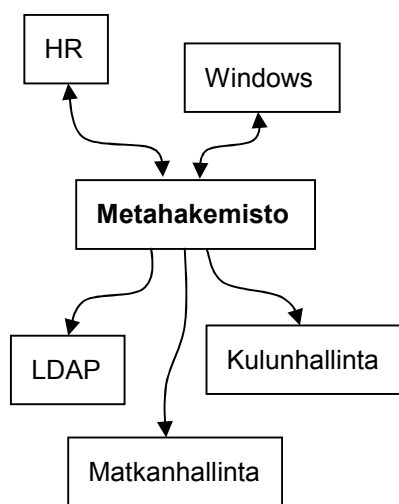 HR
Windows
Metahakemisto
LDAP
Kulunhallinta
Matkanhallinta